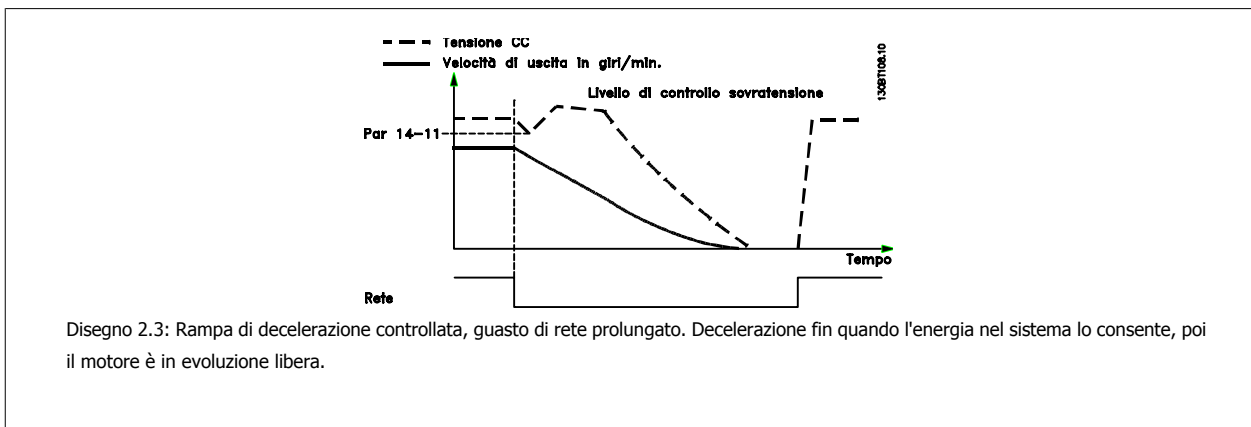 Tensione CC
Velocità di uscita in giri/min.
130BT108.10
Livello di controllo sovratensione
Par 14-11
Tempo
Rete
Disegno 2.3: Rampa di decelerazione controllata, guasto di rete prolungato. Decelerazione fin quando l'energia nel sistema lo consente, poi
il motore è in evoluzione libera.